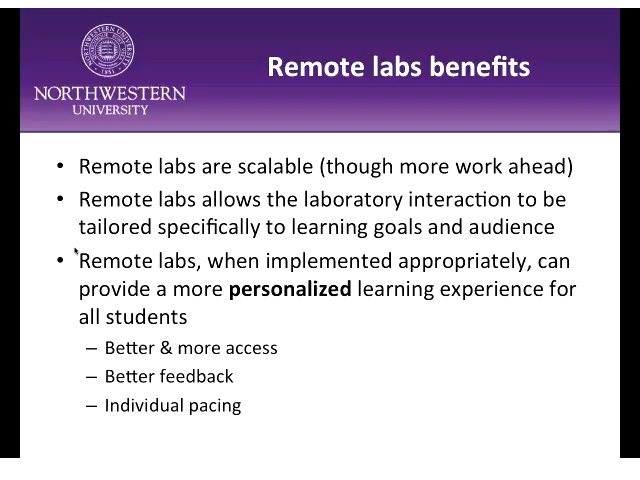 Remote labs benefits
NORTHWESTERN
UNIVERSITY
• Remote labs are scalable (though more work ahead)
• Remote labs allows the laboratory interaction to be
tailored specifically to learning goals and audience
• Remote labs, when implemented appropriately, can
provide a more personalized learning experience for
all students
– Better & more access
– Better feedback
– Individual pacing